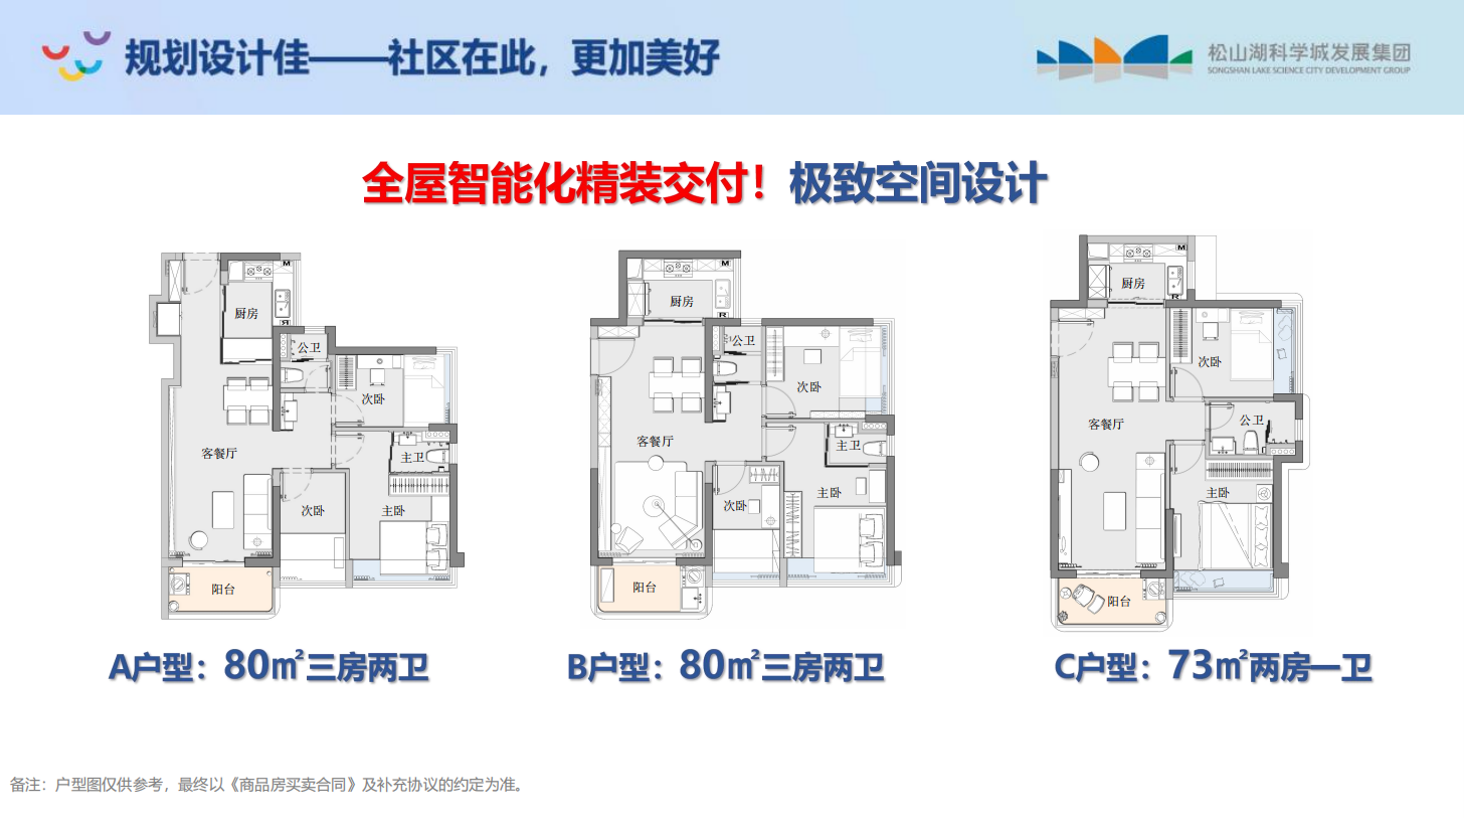 规划设计佳——社区在此，更加美好
松山湖科学城发展集团
SONGSHAN LAKE SCIENCE CITY DEVELOPMENT GROUP
全屋智能化精装交付！极致空间设计
M
厨房
R
公卫
次卧
客餐厅
主卫
次卧
主卧
阳台
A户型：80㎡三房两卫
M
厨房
R
公卫
次卧
客餐厅
主卫
次卧
主卧
阳台
B户型：80㎡三房两卫
M
厨房
R
次卧
客餐厅
公卫
主卧
阳台
C户型：73㎡两房一卫
备注：户型图仅供参考，最终以《商品房买卖合同》及补充协议的约定为准。